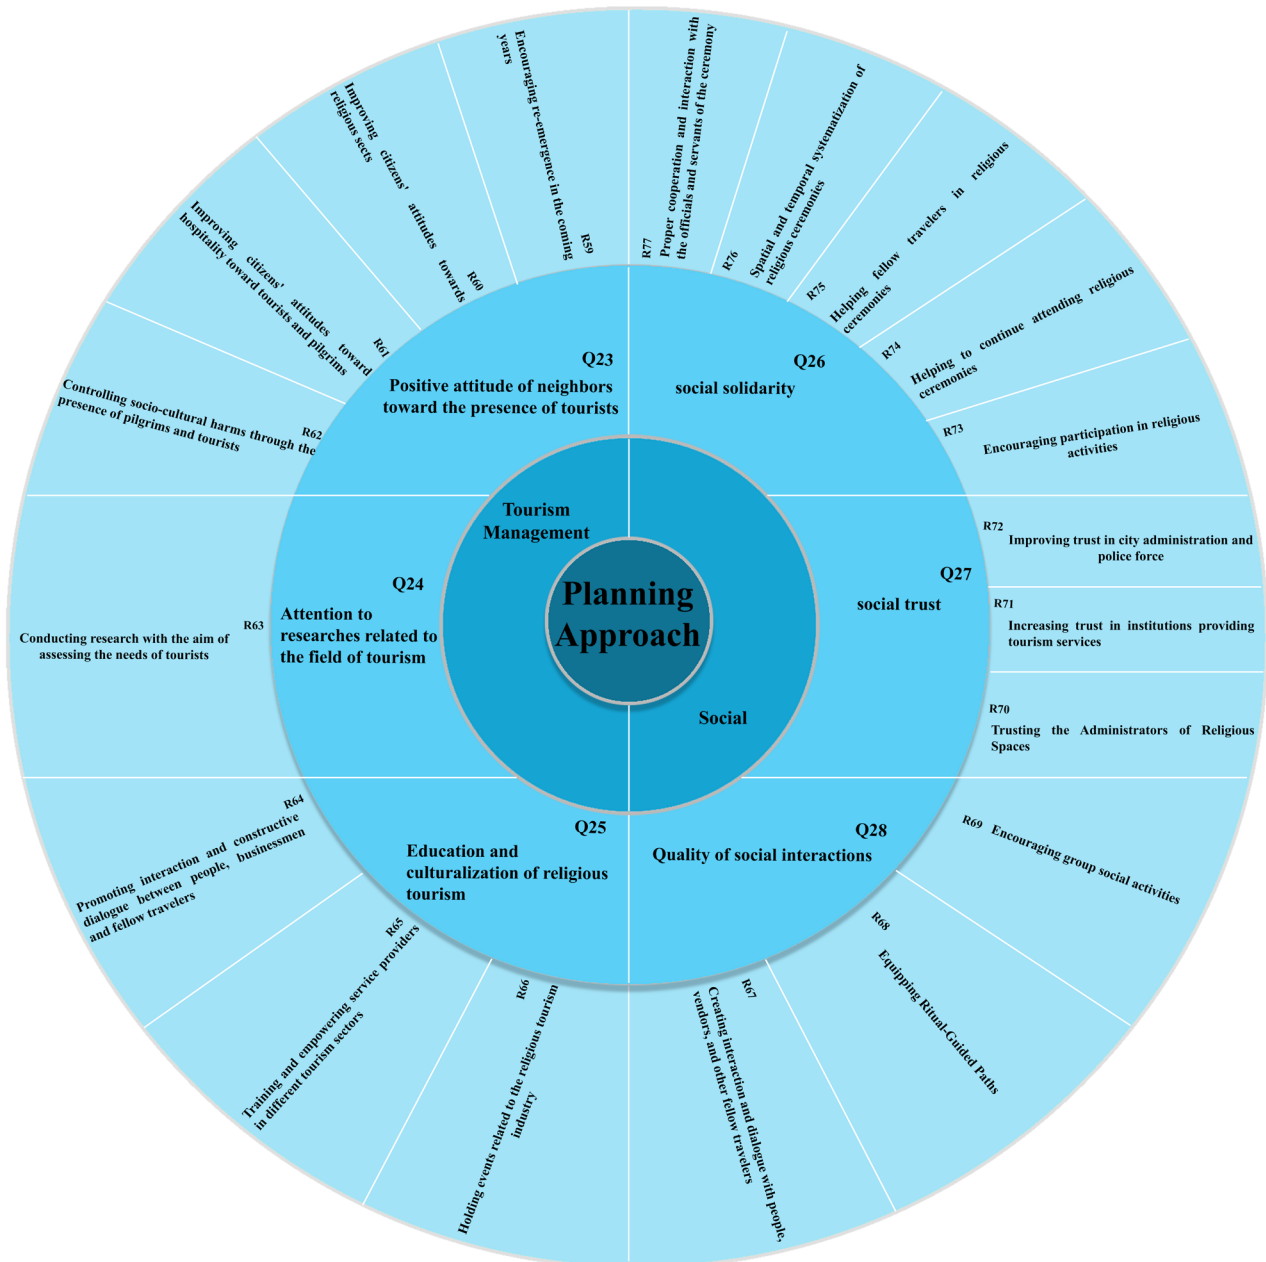 Planning
Approach
Tourism
Management
Social
Q23
Positive attitude of neighbors
toward the presence of tourists
Q24
Attention to
researches related to
the field of tourism
Q25
Education and
culturalization of religious
tourism
Q26
social solidarity
Q27
social trust
Q28
Quality of social interactions
R59
Encouraging re-emergence in the coming
years
R60
Improving citizens' attitudes towards
religious sects
R61
Improving citizens' attitudes toward
hospitality toward tourists and pilgrims
R62
Controlling socio-cultural harms through the
presence of pilgrims and tourists
R63
Conducting research with the aim of
assessing the needs of tourists
R64
Promoting interaction and constructive
dialogue between people, businessmen
and fellow travelers
R65
Training and empowering service providers
in different tourism sectors
R66
Holding events related to the religious tourism
industry
R67
Creating interaction and dialogue with people,
vendors, and other fellow travelers
R68
Equipping Ritual-Guided Paths
R69 Encouraging group social activities
R70
Trusting the Administrators of Religious
Spaces
R71
Increasing trust in institutions providing
tourism services
R72
Improving trust in city administration and
police force
R73
Encouraging participation in religious
activities
R74
Helping to continue attending religious
ceremonies
R75
Helping fellow travelers in religious
ceremonies
R76
Spatial and temporal systematization of
religious ceremonies
R77
Proper cooperation and interaction with
the officials and servants of the ceremony